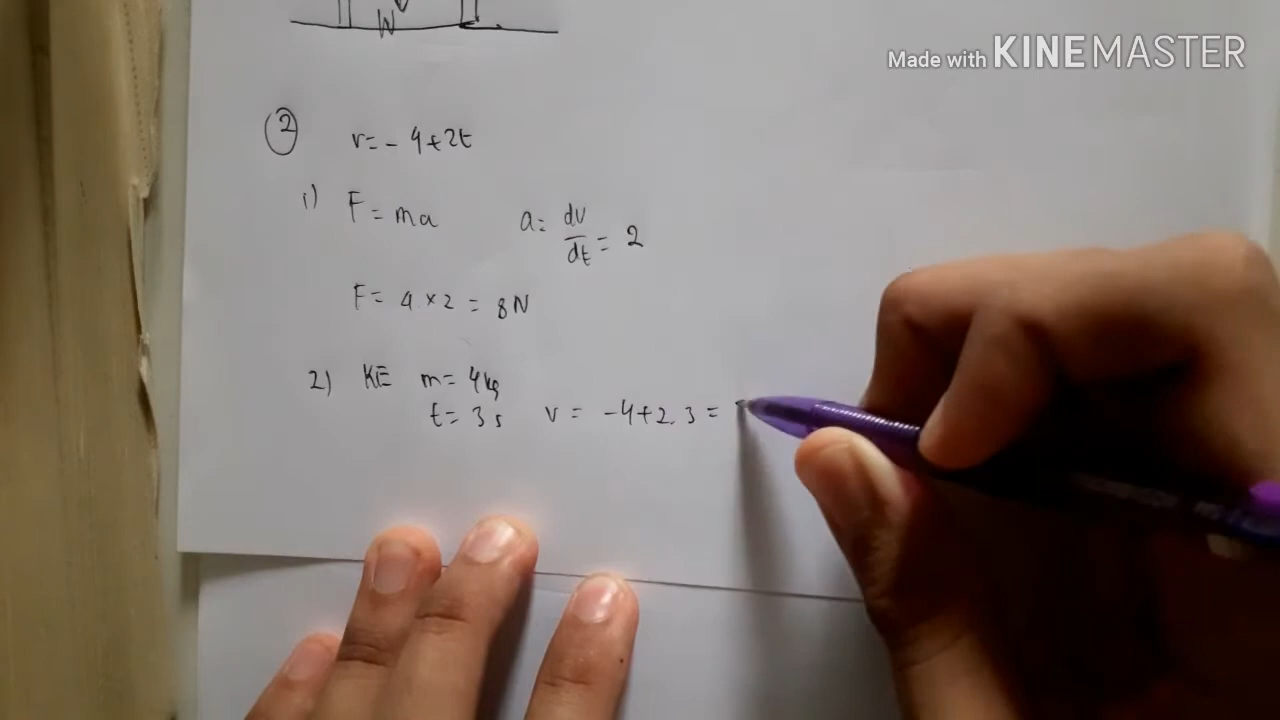 W
Made with KINEMASTER
2
v = - 4 + 2t
1) F = ma a = dv/dt = 2
F = 4 × 2 = 8N
2) KE m = 4kg
t = 3 s v = -4+2.3 =